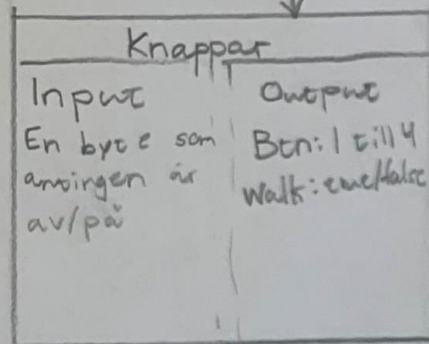 Knappar
Input
En byte som
antingen är
av/på
Output
Btn: 1 till 4
Walk: true/false